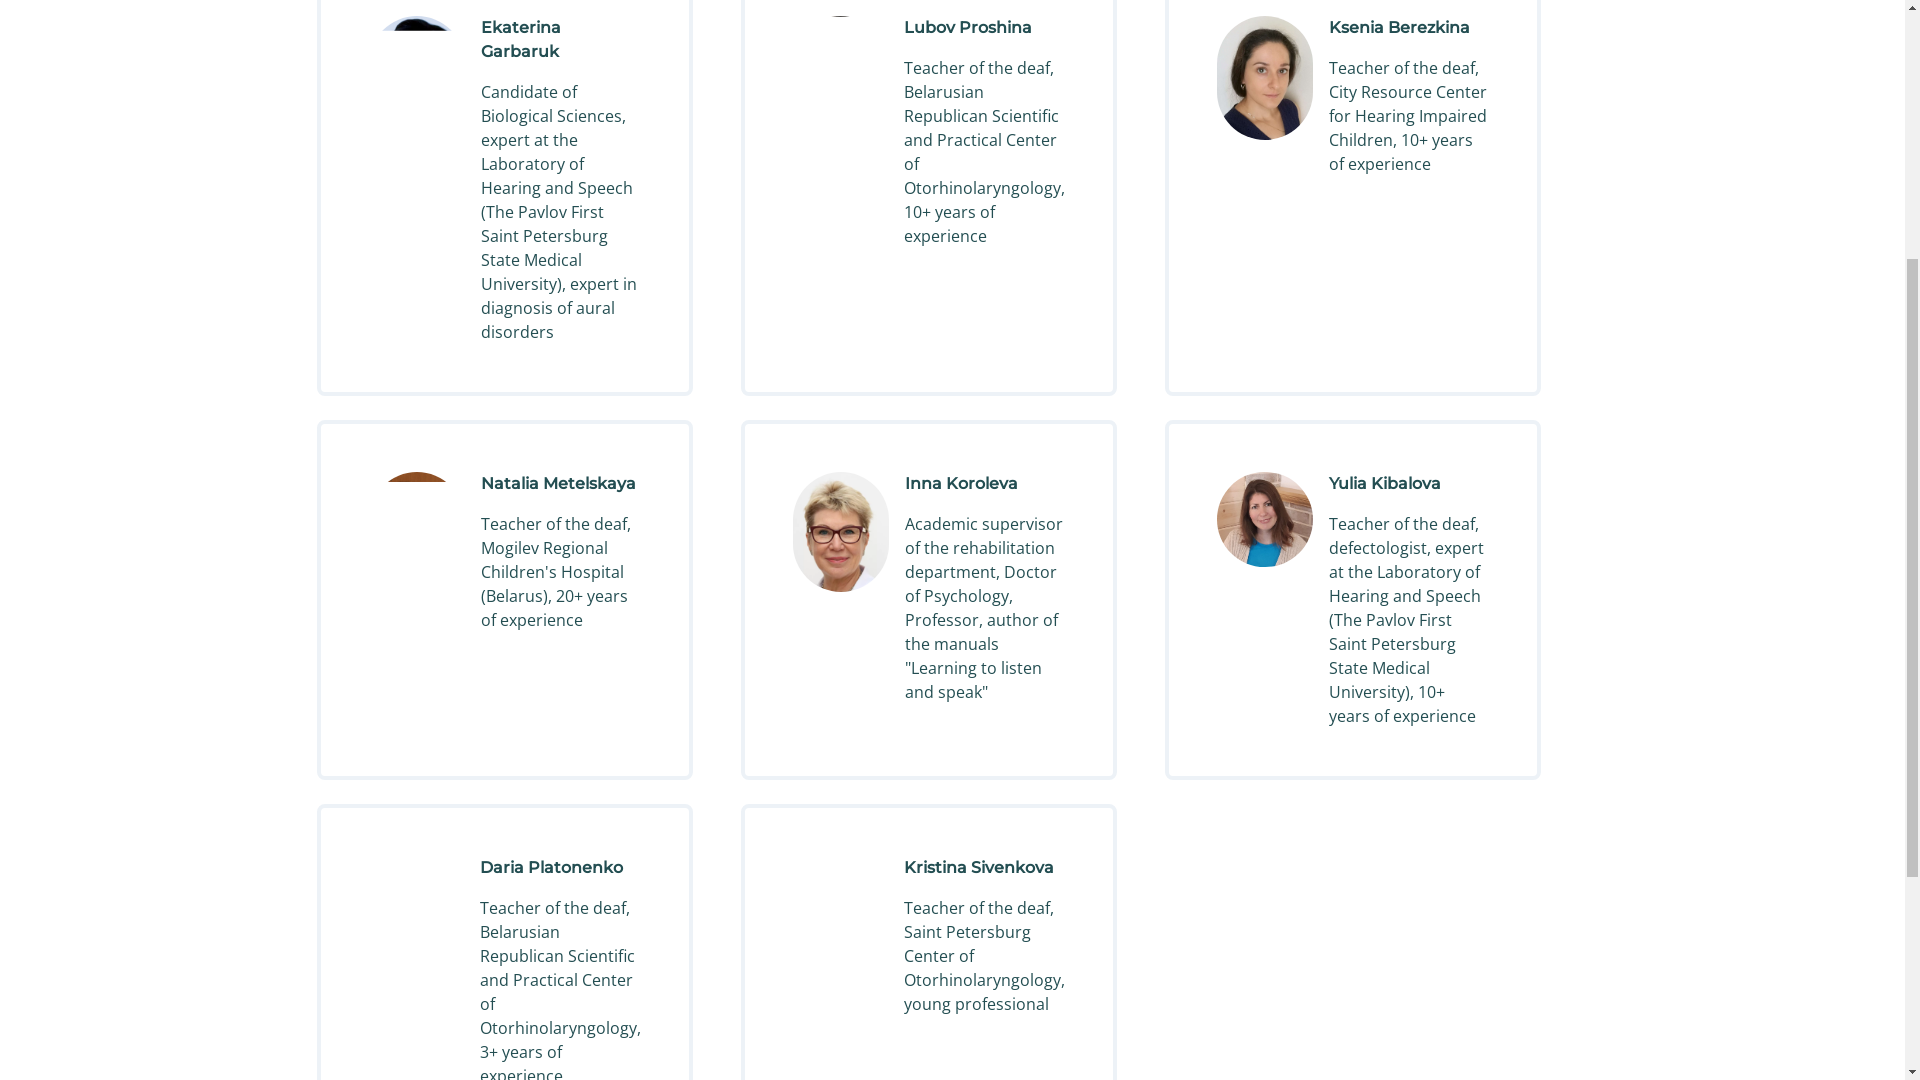 Ekaterina
Garbaruk
Candidate of
Biological Sciences,
expert at the
Laboratory of
Hearing and Speech
(The Pavlov First
Saint Petersburg
State Medical
University), expert in
diagnosis of aural
disorders
Lubov Proshina
Teacher of the deaf,
Belarusian
Republican Scientific
and Practical Center
of
Otorhinolaryngology,
10+ years of
experience
Ksenia Berezkina
Teacher of the deaf,
City Resource Center
for Hearing Impaired
Children, 10+ years
of experience
Natalia Metelskaya
Teacher of the deaf,
Mogilev Regional
Children's Hospital
(Belarus), 20+ years
of experience
Inna Koroleva
Academic supervisor
of the rehabilitation
department, Doctor
of Psychology,
Professor, author of
the manuals
"Learning to listen
and speak"
Yulia Kibalova
Teacher of the deaf,
defectologist, expert
at the Laboratory of
Hearing and Speech
(The Pavlov First
Saint Petersburg
State Medical
University), 10+
years of experience
Daria Platonenko
Teacher of the deaf,
Belarusian
Republican Scientific
and Practical Center
of
Otorhinolaryngology,
3+ years of
experience
Kristina Sivenkova
Teacher of the deaf,
Saint Petersburg
Center of
Otorhinolaryngology,
young professional